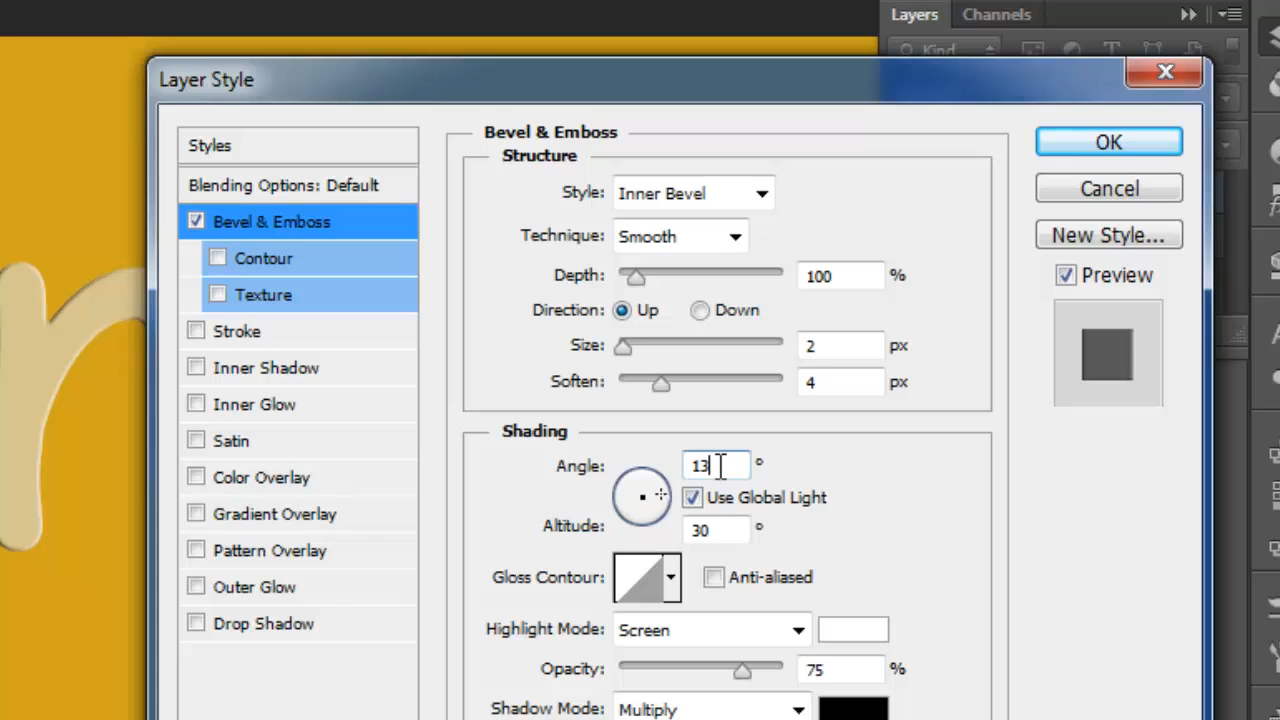 Layers Channels
Kind
Layer Style
Styles
Blending Options: Default
Bevel & Emboss
Contour
Texture
Stroke
Inner Shadow
Inner Glow
Satin
Color Overlay
Gradient Overlay
Pattern Overlay
Outer Glow
Drop Shadow
Bevel & Emboss
Structure
Style: Inner Bevel
Technique: Smooth
Depth: 100 %
Direction: Up Down
Size: 2 px
Soften: 4 px
Shading
Angle: 13 °
Use Global Light
Altitude: 30 °
Gloss Contour: Anti-aliased
Highlight Mode: Screen
Opacity: 75 %
Shadow Mode: Multiply
OK
Cancel
New Style...
Preview